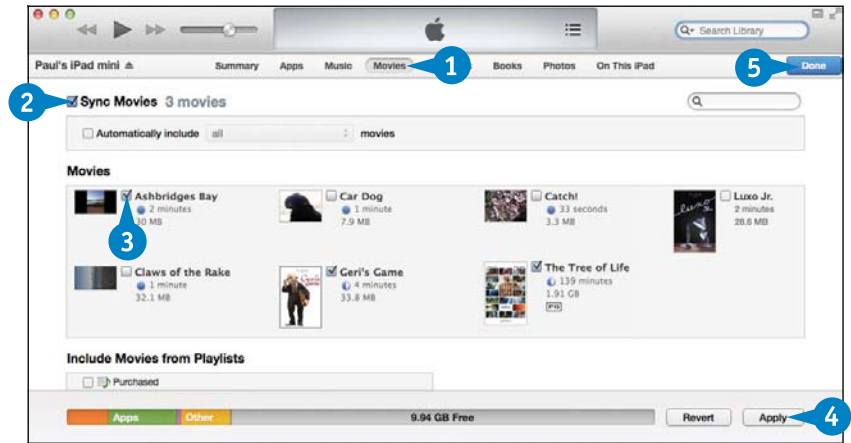 Search Library
Paul's iPad mini
Summary
Apps
Music
Movies
1
Books
Photos
On This iPad
5
Done
2
Sync Movies 3 movies
Automatically include all movies
Movies
Ashbridges Bay
2 minutes
30 MB
3
Car Dog
1 minute
7.9 MB
Catch!
33 seconds
3.3 MB
Luxo Jr.
2 minutes
28.6 MB
Claws of the Rake
1 minute
32.1 MB
Geri's Game
4 minutes
33.8 MB
The Tree of Life
139 minutes
1.91 GB
PG
Include Movies from Playlists
Purchased
Apps
Other
9.94 GB Free
Revert
Apply
4